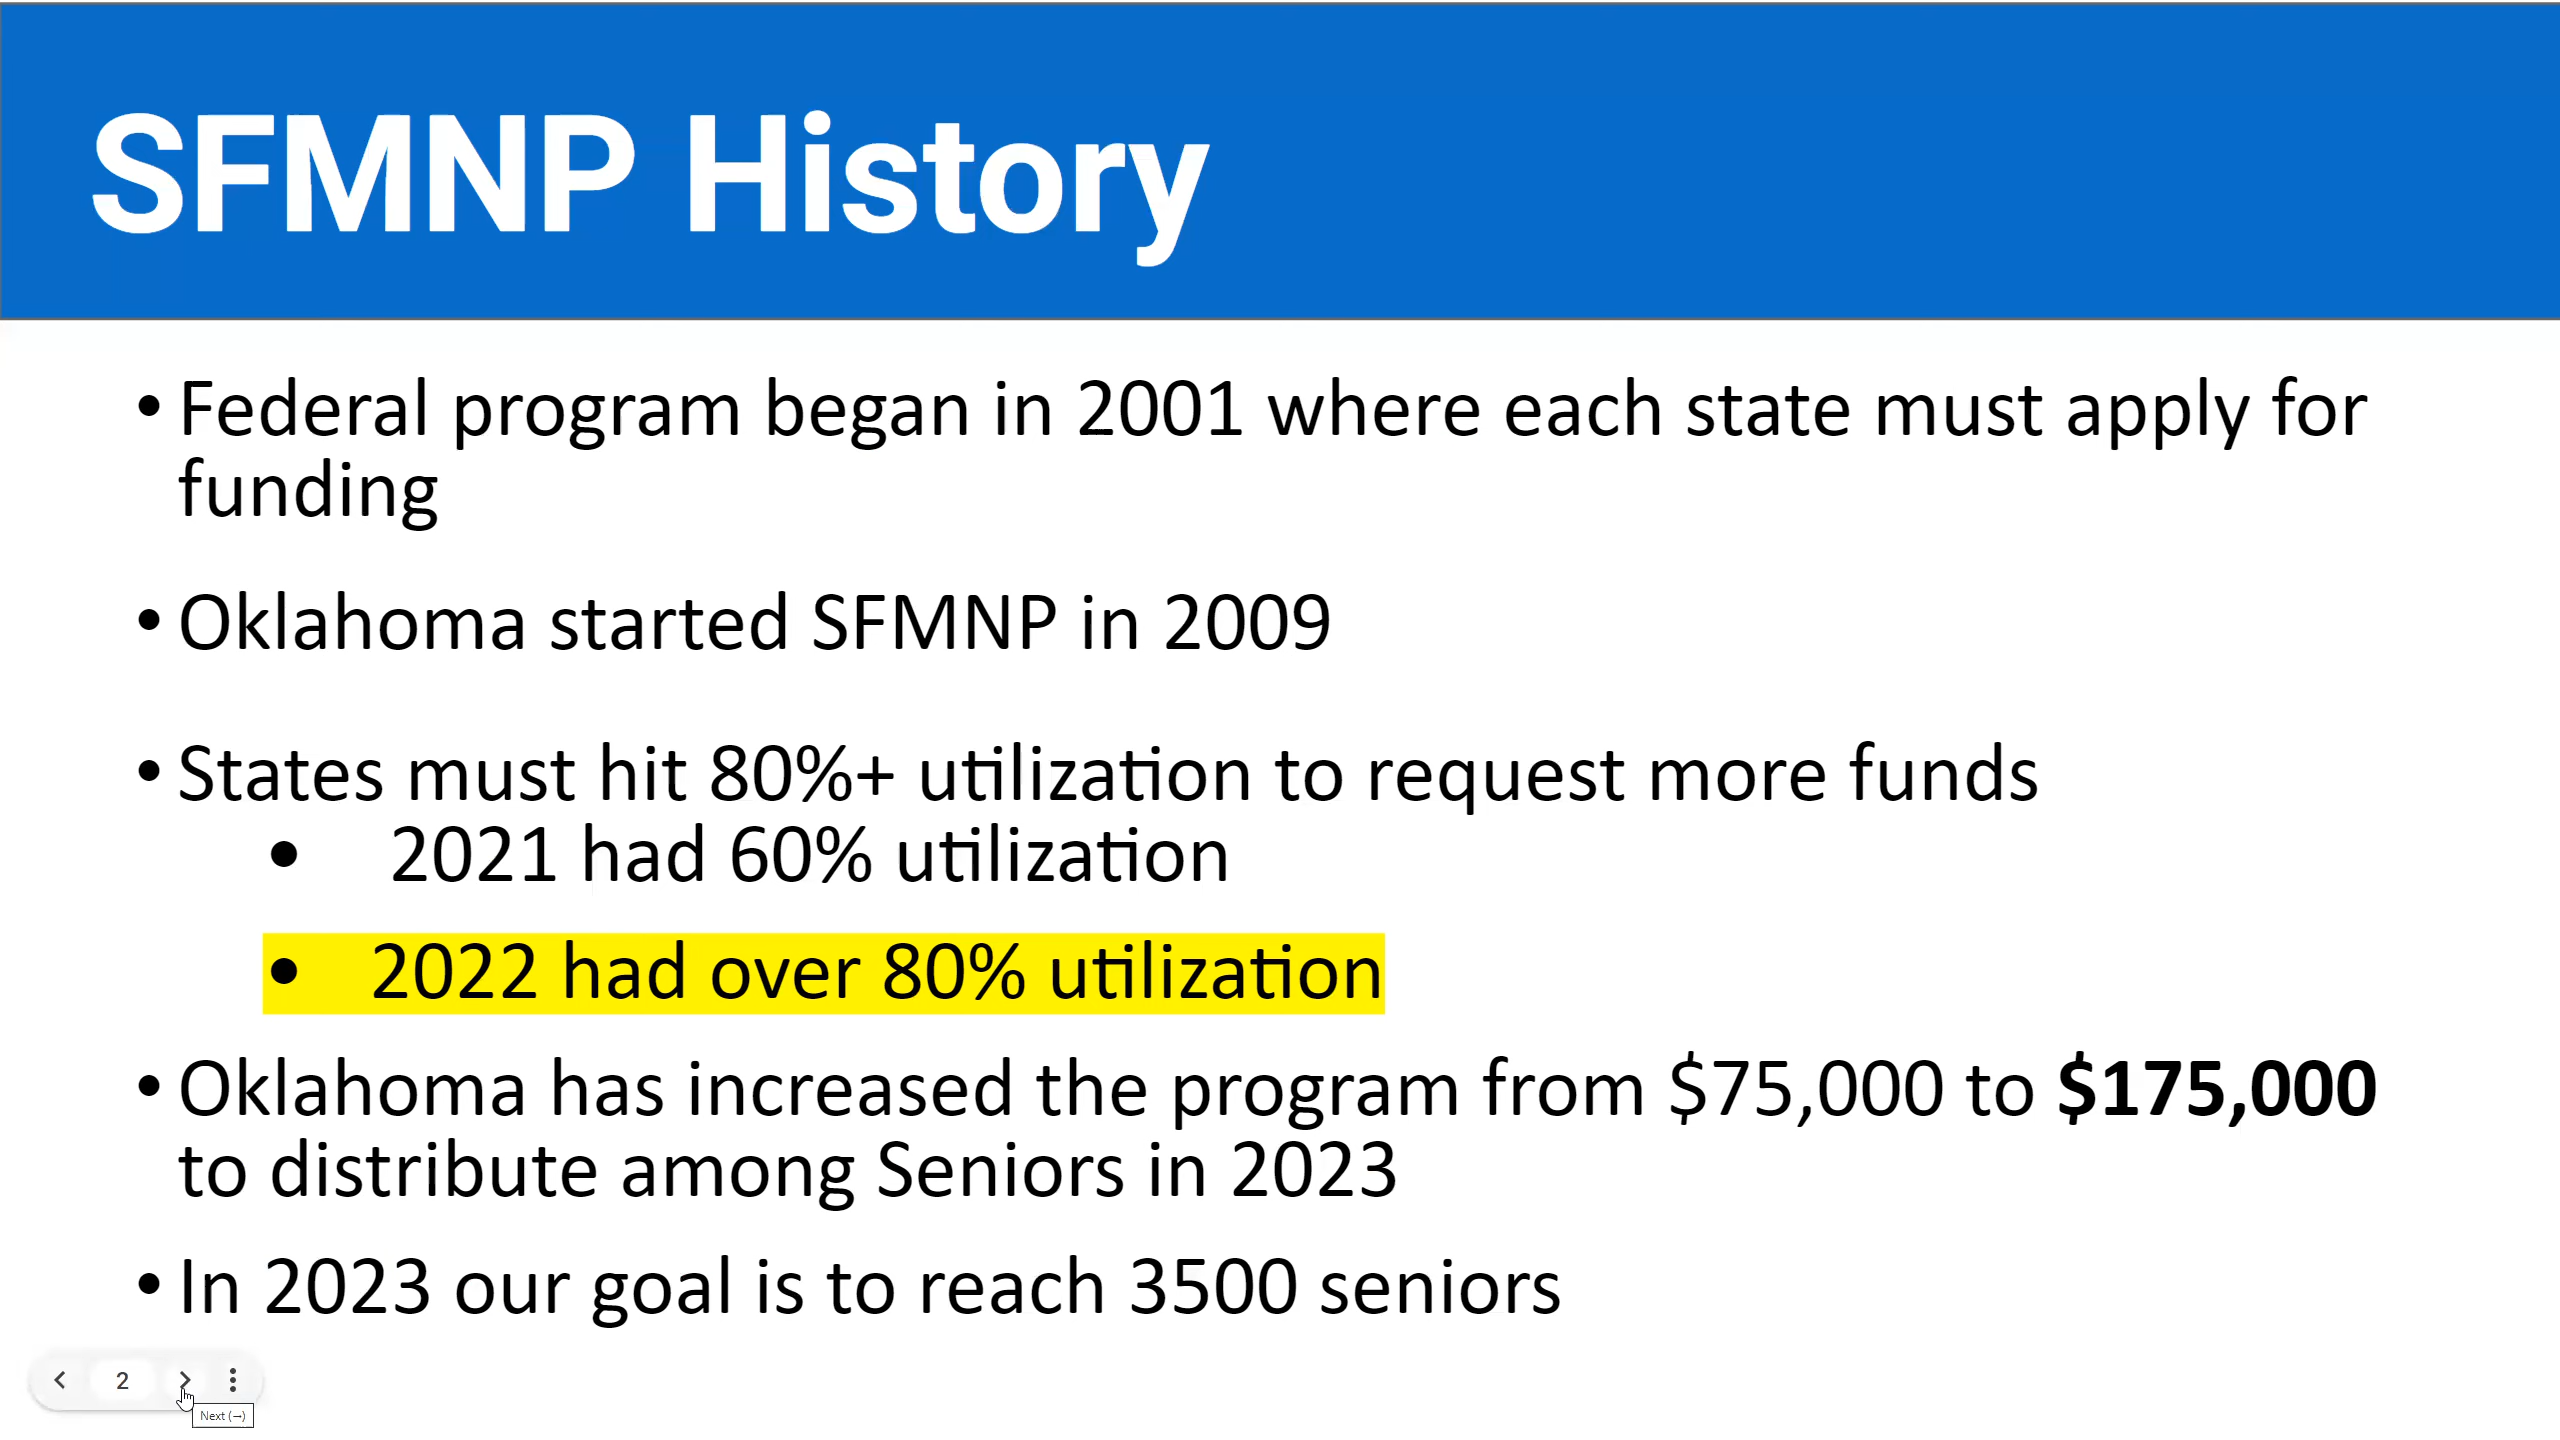 SFMNP History
• Federal program began in 2001 where each state must apply for
funding
• Oklahoma started SFMNP in 2009
• States must hit 80%+ utilization to request more funds
• 2021 had 60% utilization
• 2022 had over 80% utilization
• Oklahoma has increased the program from $75,000 to $175,000
to distribute among Seniors in 2023
• In 2023 our goal is to reach 3500 seniors
2
Next (→)